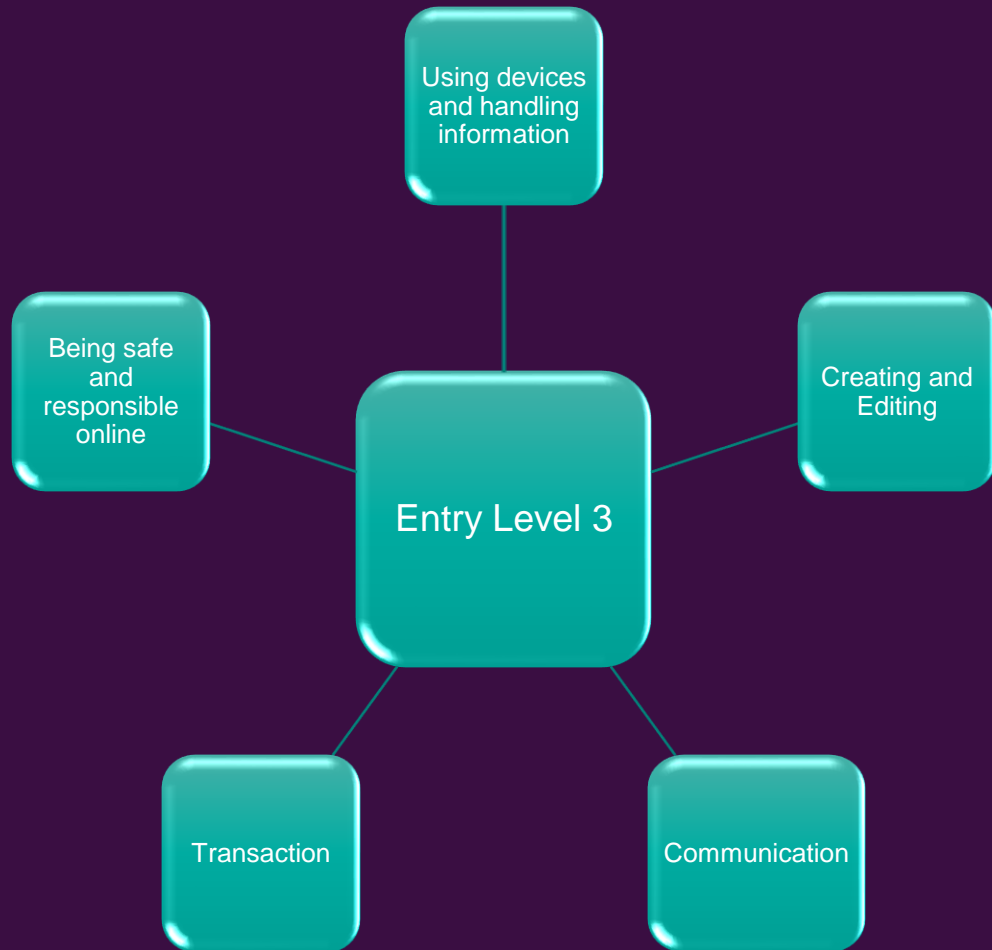 Using devices
and handling
information
Being safe
and
responsible
online
Creating and
Editing
Entry Level 3
Transaction
Communication